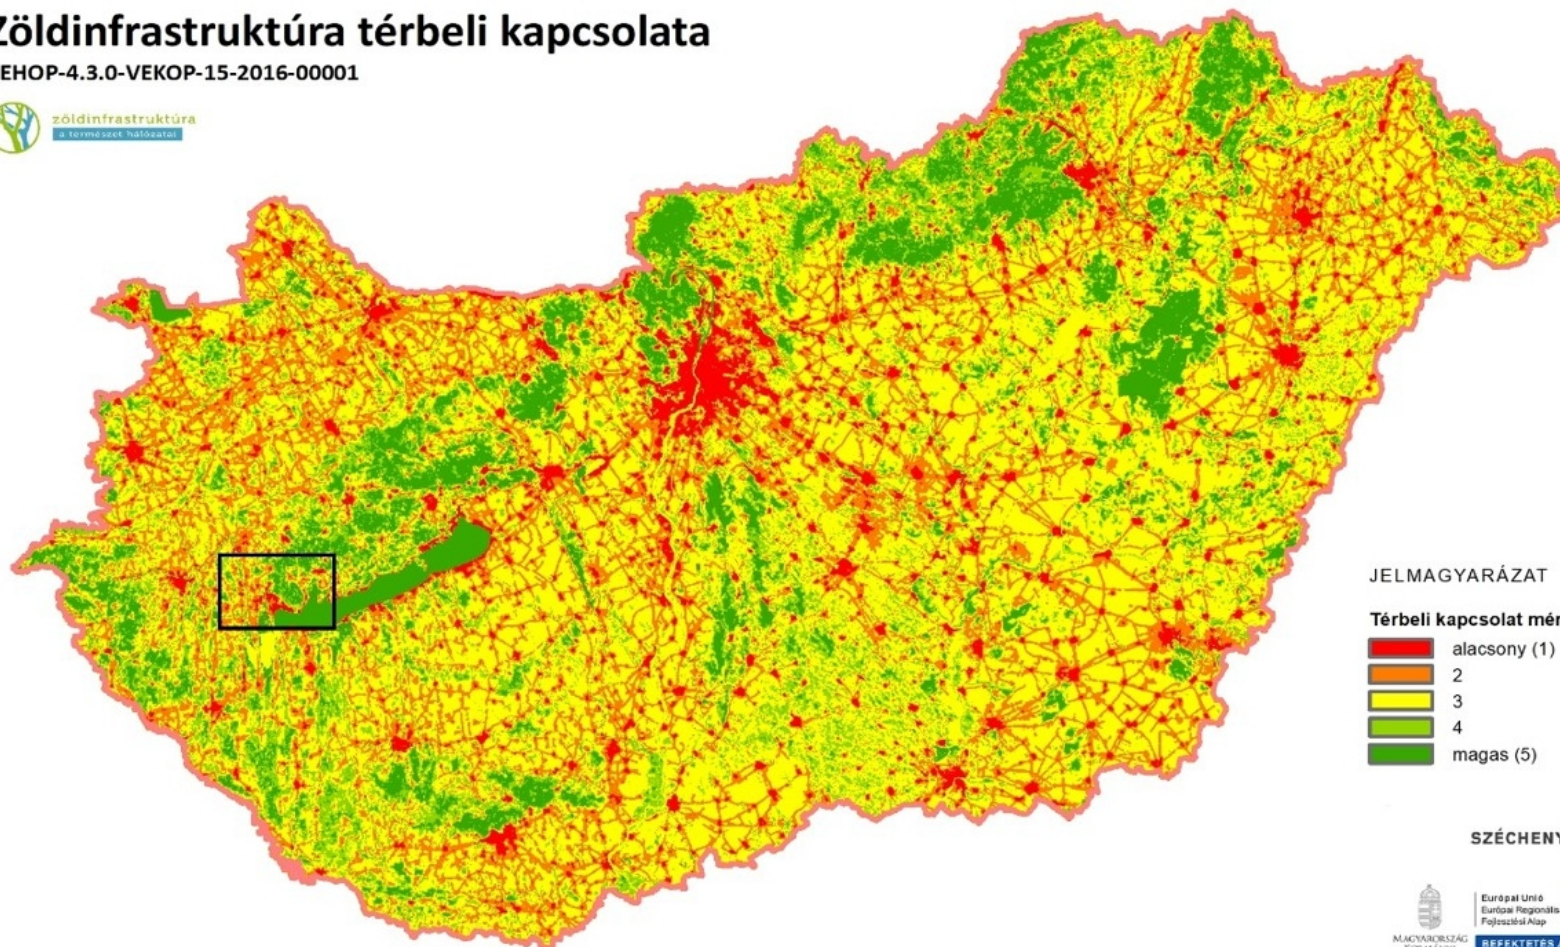 Zöldinfrastruktúra térbeli kapcsolata
EHOP-4.3.0-VEKOP-15-2016-00001
zöldinfrastruktúra
a természet hálózatai
JELMAGYARÁZAT
Térbeli kapcsolat mér
alacsony (1)
2
3
4
magas (5)
SZÉCHENY
Európai Unió
Európai Regionális
Fejlesztési Alap
MAGYARORSZÁG
BEFEKTETÉS